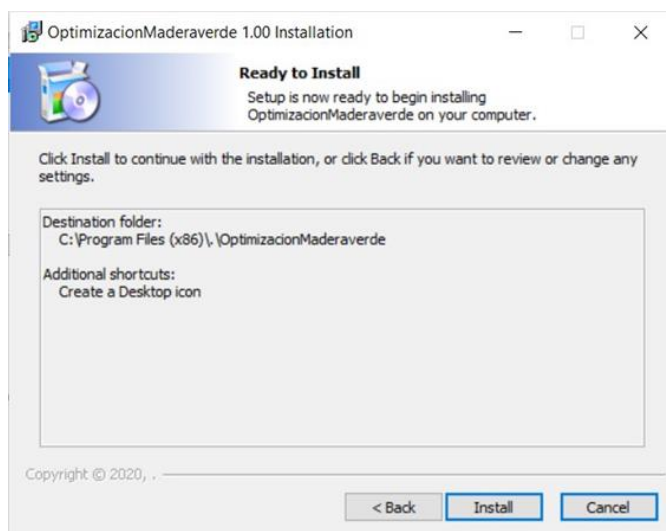 OptimizacionMaderaverde 1.00 Installation
Ready to Install
Setup is now ready to begin installing
OptimizacionMaderaverde on your computer.
Click Install to continue with the installation, or click Back if you want to review or change any
settings.
Destination folder:
C:\Program Files (x86)\.\OptimizacionMaderaverde
Additional shortcuts:
Create a Desktop icon
Copyright © 2020, .
< Back
Install
Cancel